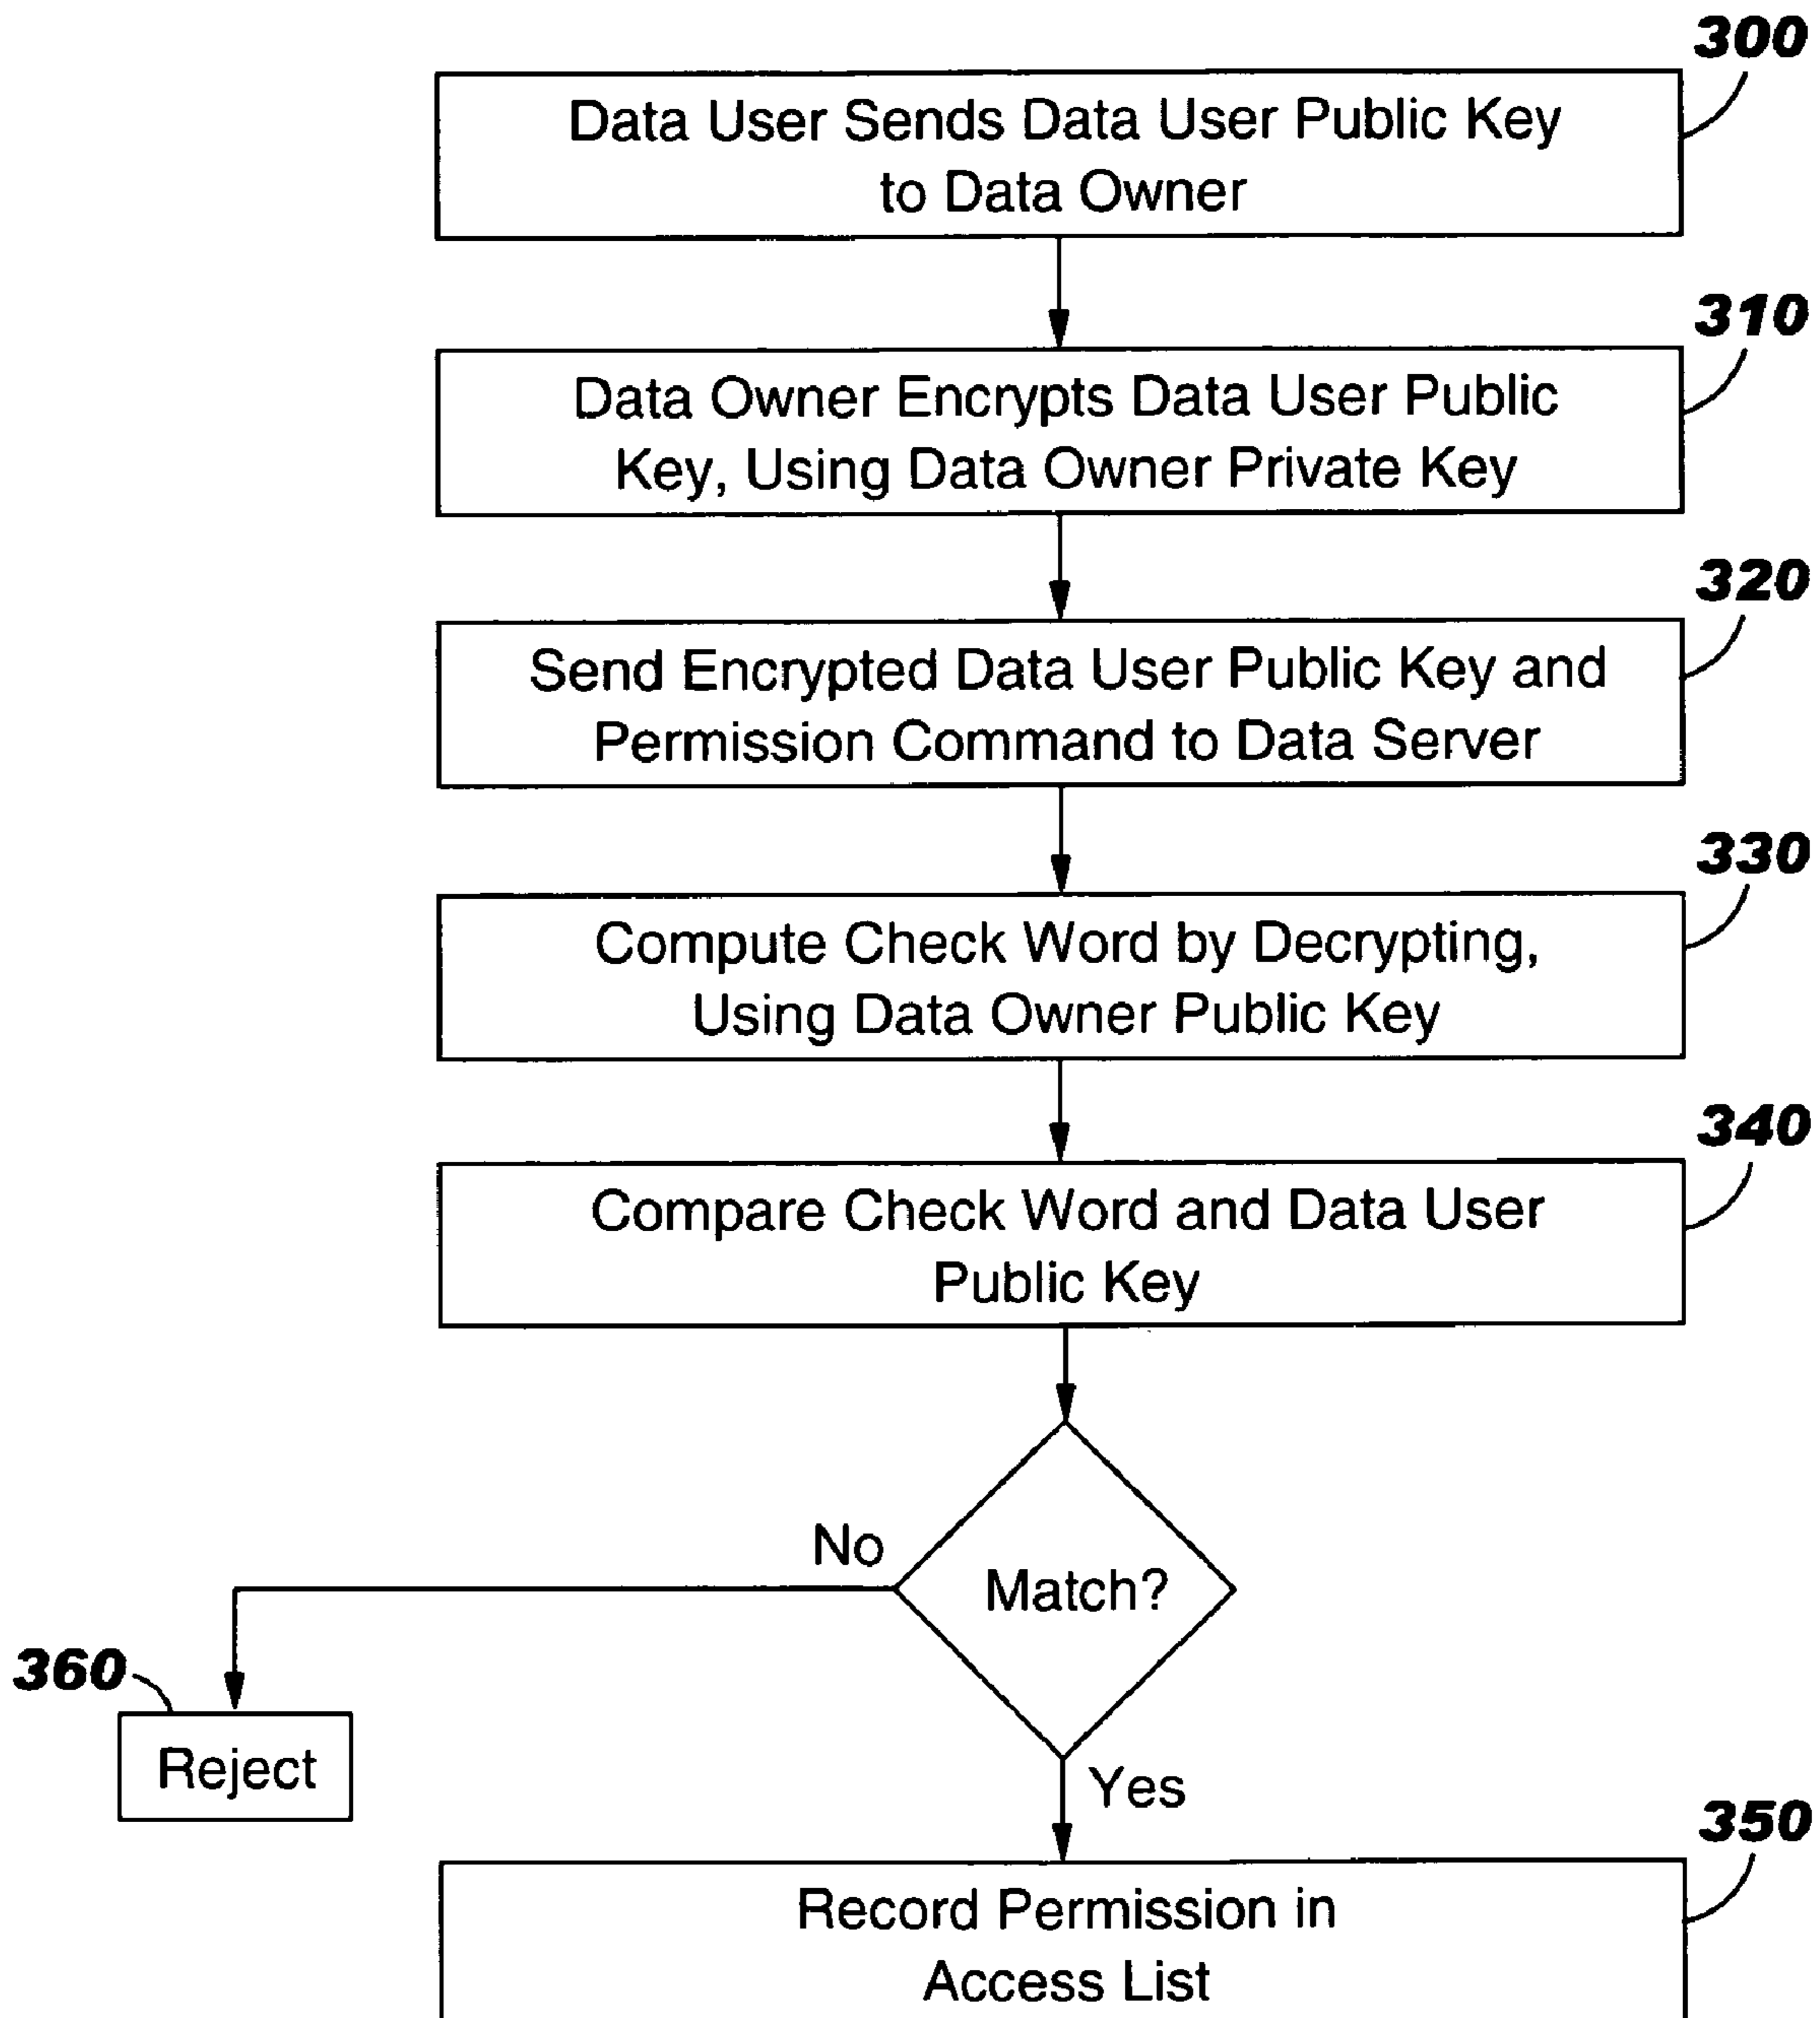 300
Data User Sends Data User Public Key
to Data Owner
310
Data Owner Encrypts Data User Public
Key, Using Data Owner Private Key
320
Send Encrypted Data User Public Key and
Permission Command to Data Server
330
Compute Check Word by Decrypting,
Using Data Owner Public Key
340
Compare Check Word and Data User
Public Key
No
Match?
360
Reject
Yes
350
Record Permission in
Access List